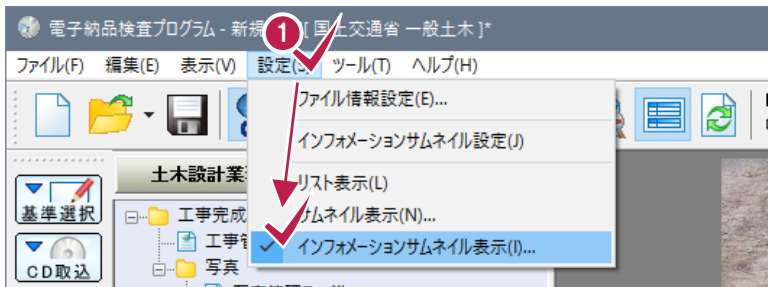 電子納品検査プログラム - 新規 [ 国土交通省 一般土木 ]*
1
ファイル(F) 編集(E) 表示(V) 設定(S) ツール(T) ヘルプ(H)
ファイル情報設定(E)...
インフォメーションサムネイル設定(J)
リスト表示(L)
サムネイル表示(N)...
インフォメーションサムネイル表示(I)...
基準選択
CD取込
土木設計業
工事完成
工事管
写真